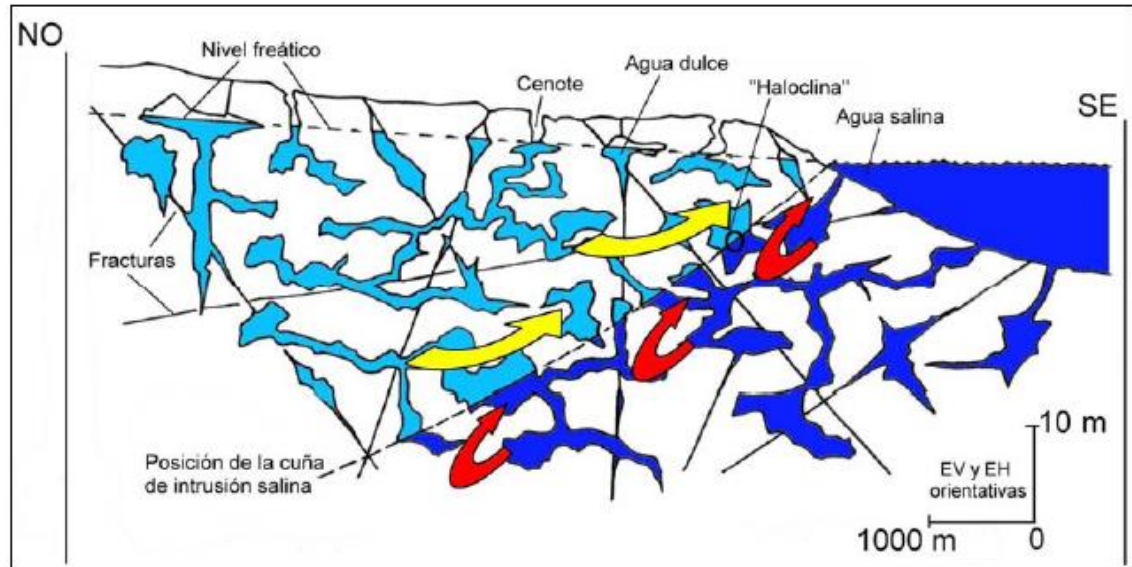 NO
Nivel freático
Cenote
Agua dulce
"Haloclina"
Agua salina
SE
Fracturas
Posición de la cuña
de intrusión salina
10 m
EV y EH
orientativas
1000 m
0